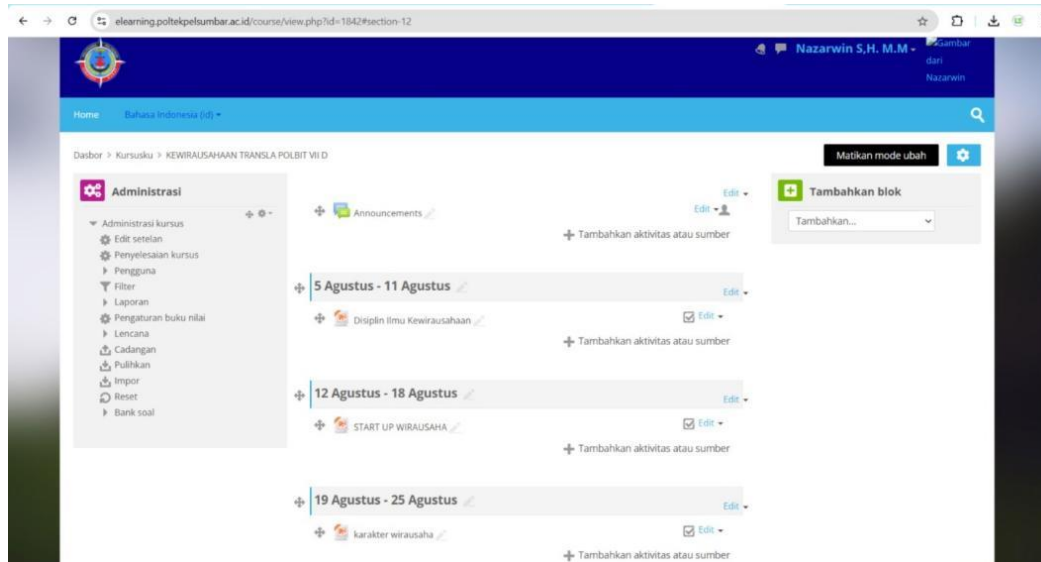 elearning.poltekpelsumbar.ac.id/course/view.php?id=1842#section-12
Nazarwin S,H. M.M
Gambar
dari
Nazarwin
Home Bahasa Indonesia (id)
Dasbor > Kursusku > KEWIRAUSAHAAN TRANSLA POLBIT VII D
Matikan mode ubah
Administrasi
Administrasi kursus
Edit setelan
Penyelesaian kursus
Pengguna
Filter
Laporan
Pengaturan buku nilai
Lencana
Cadangan
Pulihkan
Impor
Reset
Bank soal
Edit
Announcements Edit
Tambahkan aktivitas atau sumber
5 Agustus - 11 Agustus Edit
Disiplin Ilmu Kewirausahaan Edit
Tambahkan aktivitas atau sumber
12 Agustus - 18 Agustus Edit
START UP WIRAUSAHA Edit
Tambahkan aktivitas atau sumber
19 Agustus - 25 Agustus Edit
karakter wirausaha Edit
Tambahkan aktivitas atau sumber
Tambahkan blok
Tambahkan...